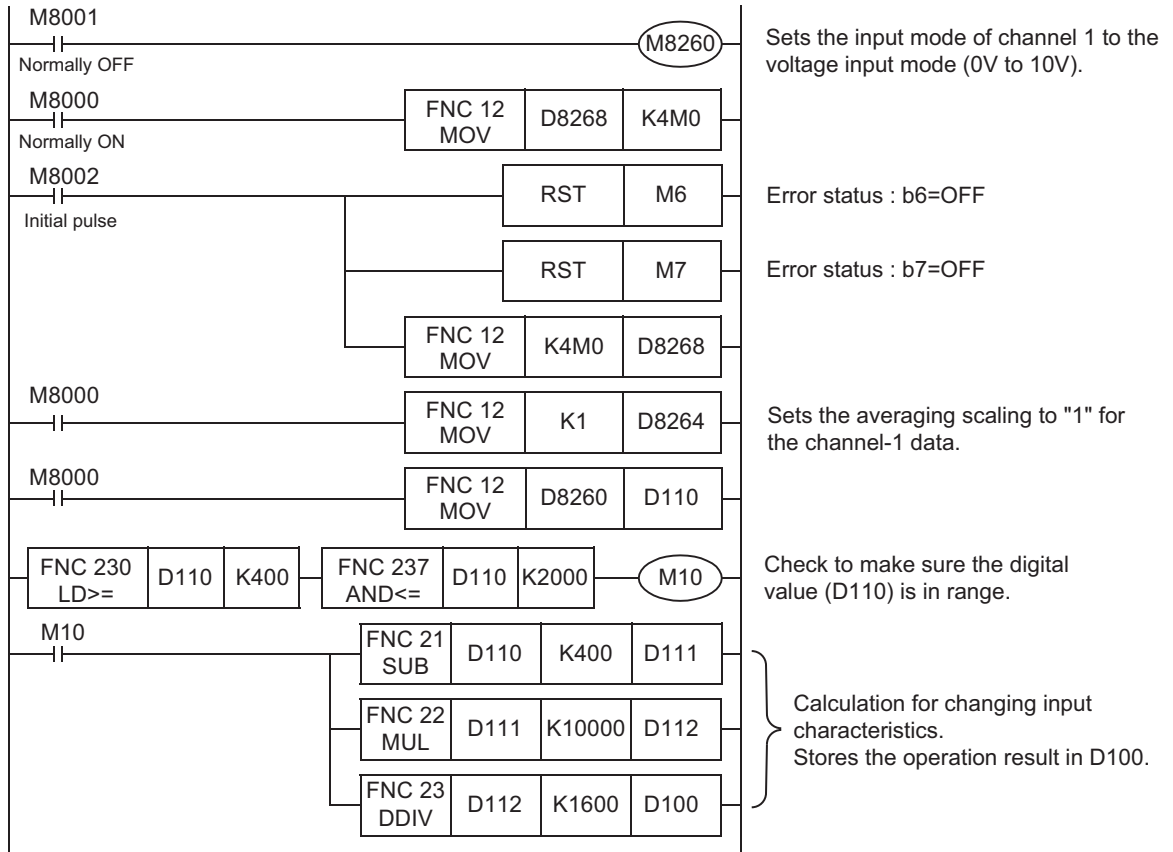 M8001
M8260
Normally OFF
Sets the input mode of channel 1 to the
voltage input mode (0V to 10V).
M8000
FNC 12
MOV
D8268
K4M0
Normally ON
M8002
RST
M6
Error status : b6=OFF
Initial pulse
RST
M7
Error status : b7=OFF
FNC 12
MOV
K4M0
D8268
M8000
FNC 12
MOV
K1
D8264
Sets the averaging scaling to "1" for
the channel-1 data.
M8000
FNC 12
MOV
D8260
D110
FNC 230
LD>=
D110
K400
FNC 237
AND<=
D110
K2000
M10
Check to make sure the digital
value (D110) is in range.
M10
FNC 21
SUB
D110
K400
D111
FNC 22
MUL
D111
K10000
D112
FNC 23
DDIV
D112
K1600
D100
Calculation for changing input
characteristics.
Stores the operation result in D100.